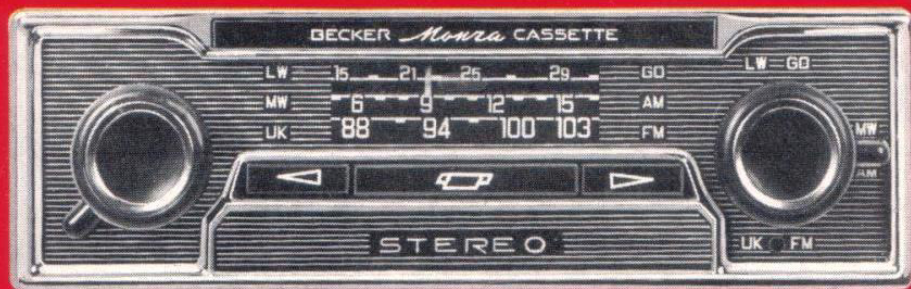 BECKER Monza CASSETTE
LW 15 21 25 29 GO
MW 6 9 12 15 AM
UK 88 94 100 103 FM
STEREO
LW GO
MW
AM
UK FM